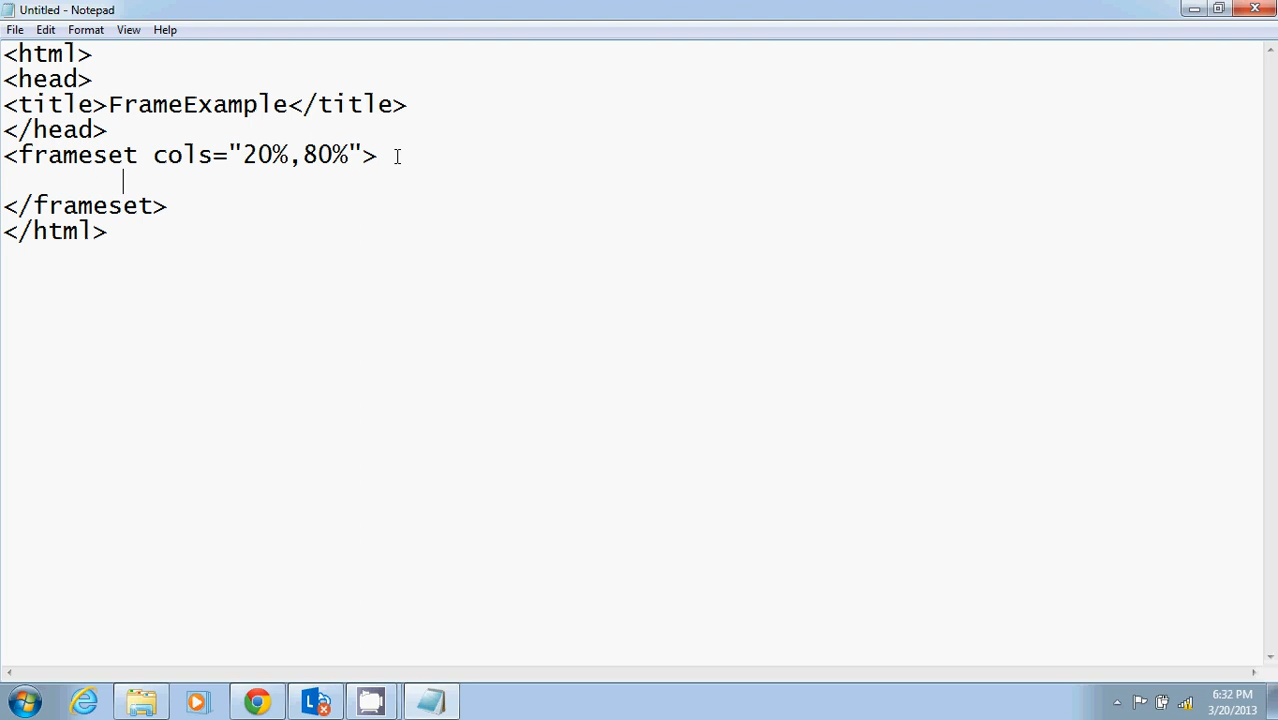 Untitled - Notepad
File Edit Format View Help
<html>
<head>
<title>FrameExample</title>
</head>
<frameset cols="20%,80%">
</frameset>
</html>
6:32 PM
3/20/2013